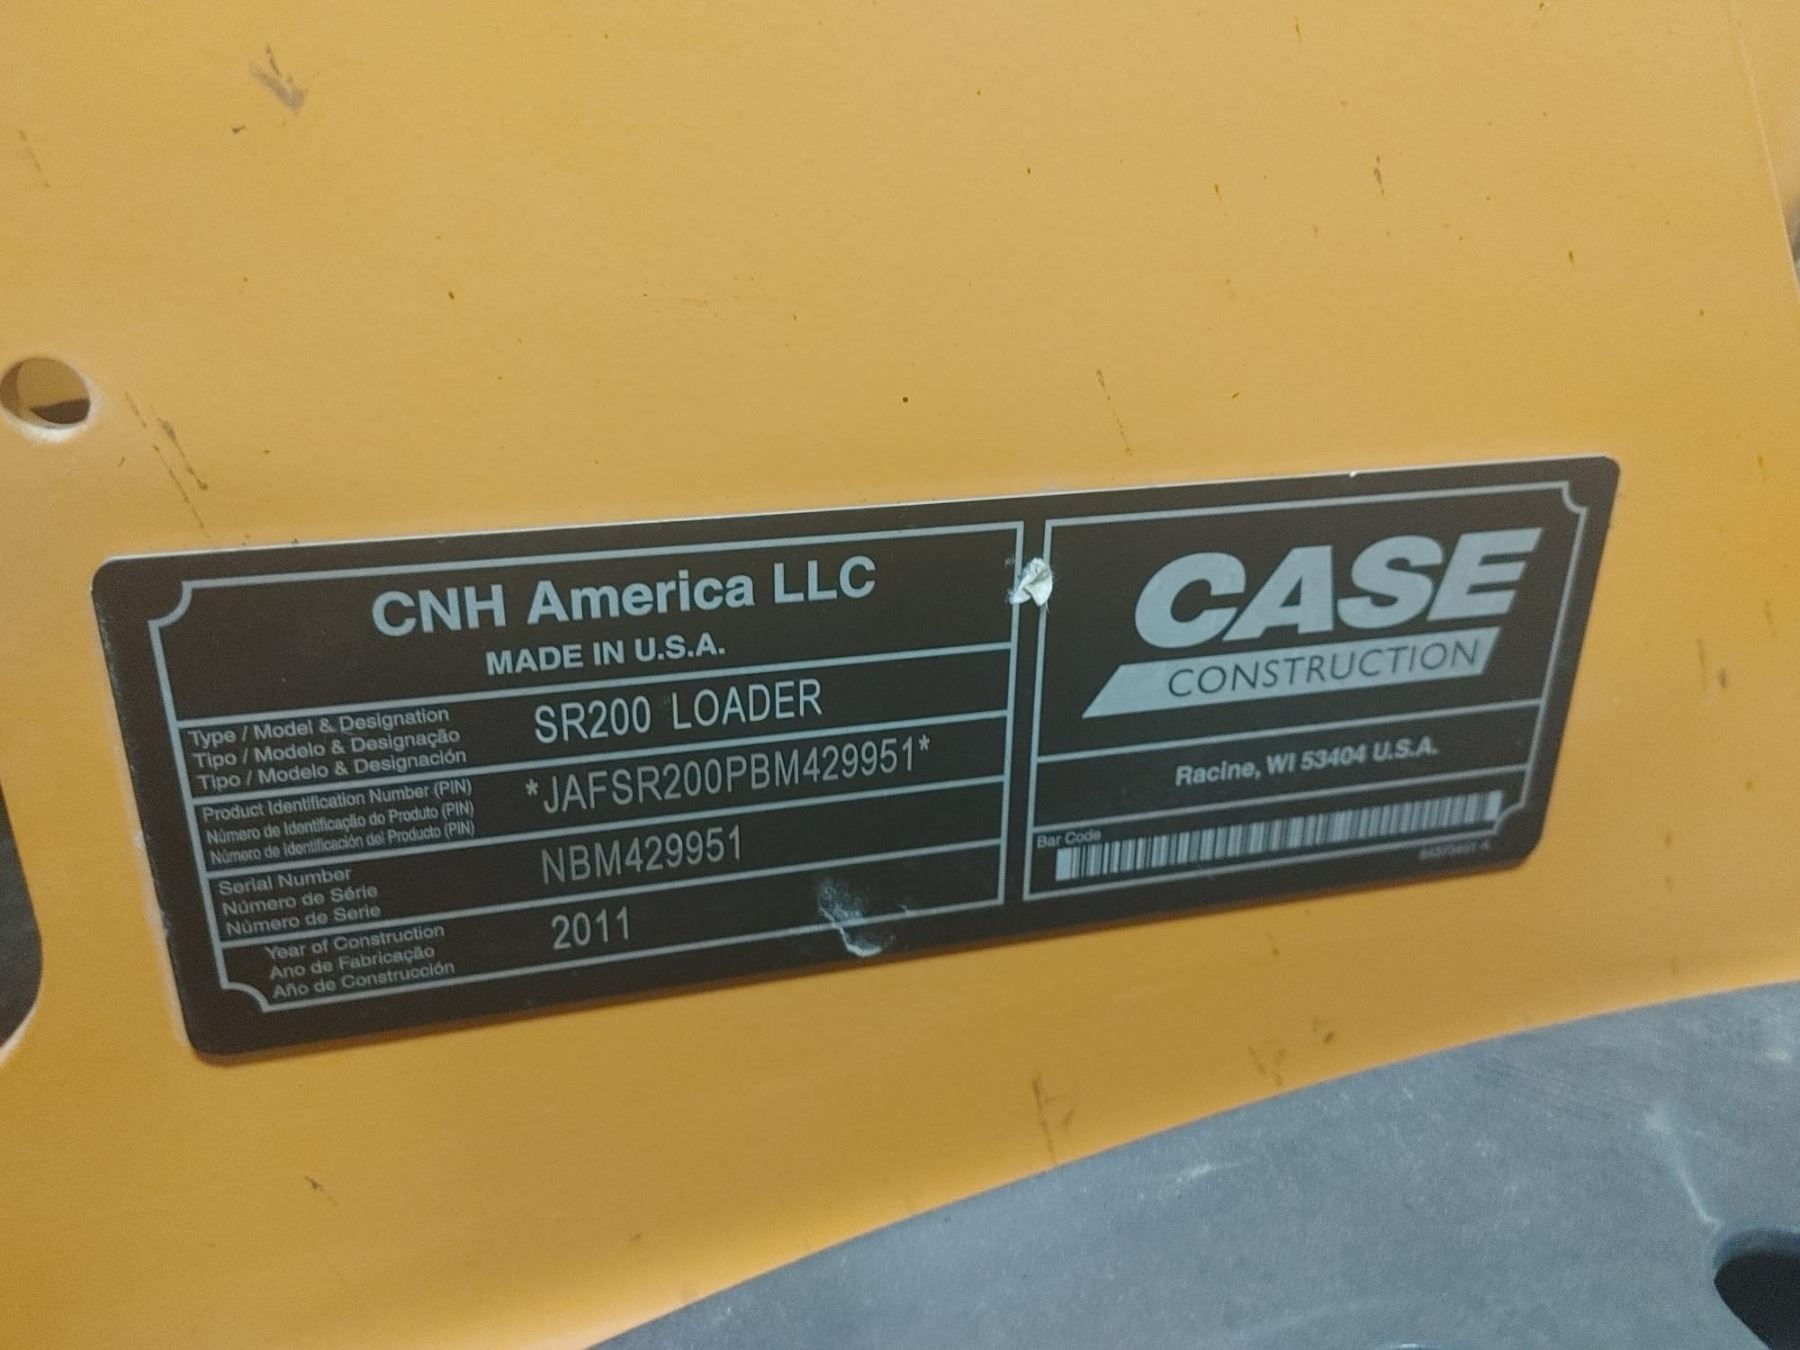 CNH America LLC
MADE IN U.S.A.
Type / Model & Designation
Tipo / Modelo & Designação
Tipo / Modelo & Designación
SR200 LOADER
Product Identification Number (PIN)
Número de Identificação do Produto (PIN)
Número de Identificación del Producto (PIN)
*JAFSR200PBM429951*
Serial Number
Número de Série
Número de Serie
NBM429951
Year of Construction
Ano de Fabricação
Año de Construcción
2011
CASE
CONSTRUCTION
Racine, WI 53404 U.S.A.
Bar Code